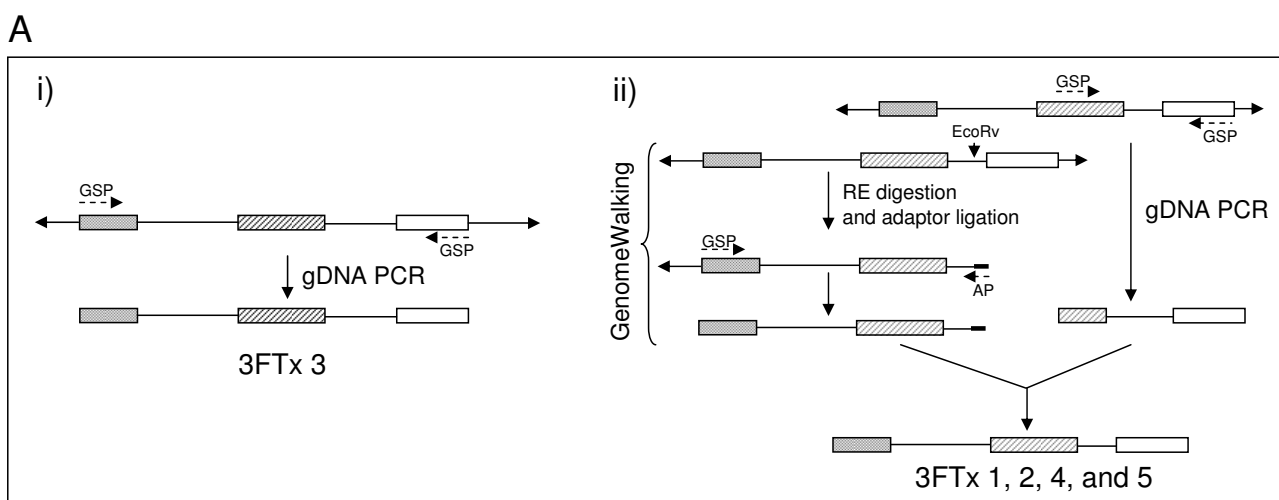 A
i)
GSP
GSP
gDNA PCR
3FTx 3
ii)
GSP
GSP
EcoRv
GenomeWalking
RE digestion
and adaptor ligation
gDNA PCR
GSP
AP
3FTx 1, 2, 4, and 5